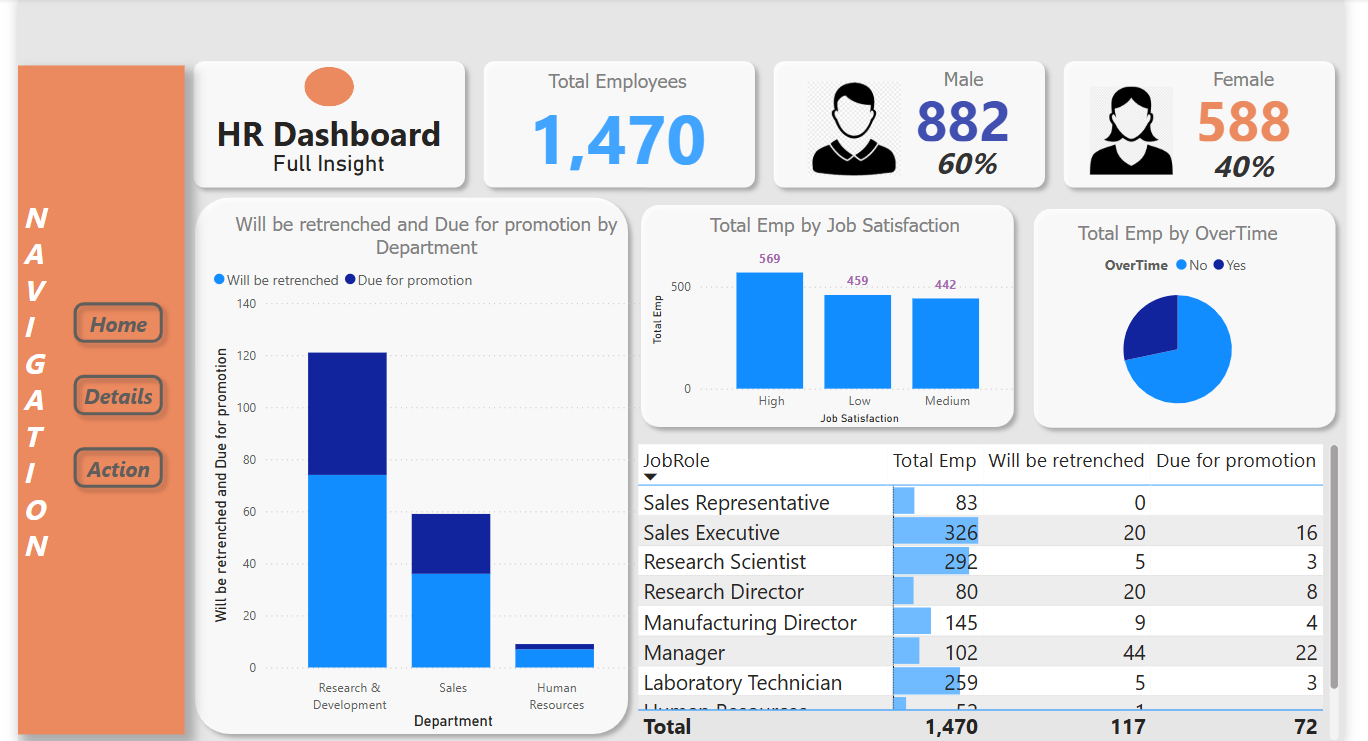 NAVIGATION
Home
Details
Action
HR Dashboard
Full Insight
Total Employees
1,470
Male
882
60%
Female
588
40%
Will be retrenched and Due for promotion by
Department
Will be retrenched Due for promotion
Will be retrenched and Due for promotion
140
120
100
80
60
40
20
0
Research &
Development
Sales
Human
Resources
Department
Total Emp by Job Satisfaction
Total Emp
500
0
569
459
442
High Low Medium
Job Satisfaction
Total Emp by OverTime
OverTime No Yes
JobRole Total Emp Will be retrenched Due for promotion
Sales Representative 83 0
Sales Executive 326 20 16
Research Scientist 292 5 3
Research Director 80 20 8
Manufacturing Director 145 9 4
Manager 102 44 22
Laboratory Technician 259 5 3
Human Resources 52 1
Total 1,470 117 72